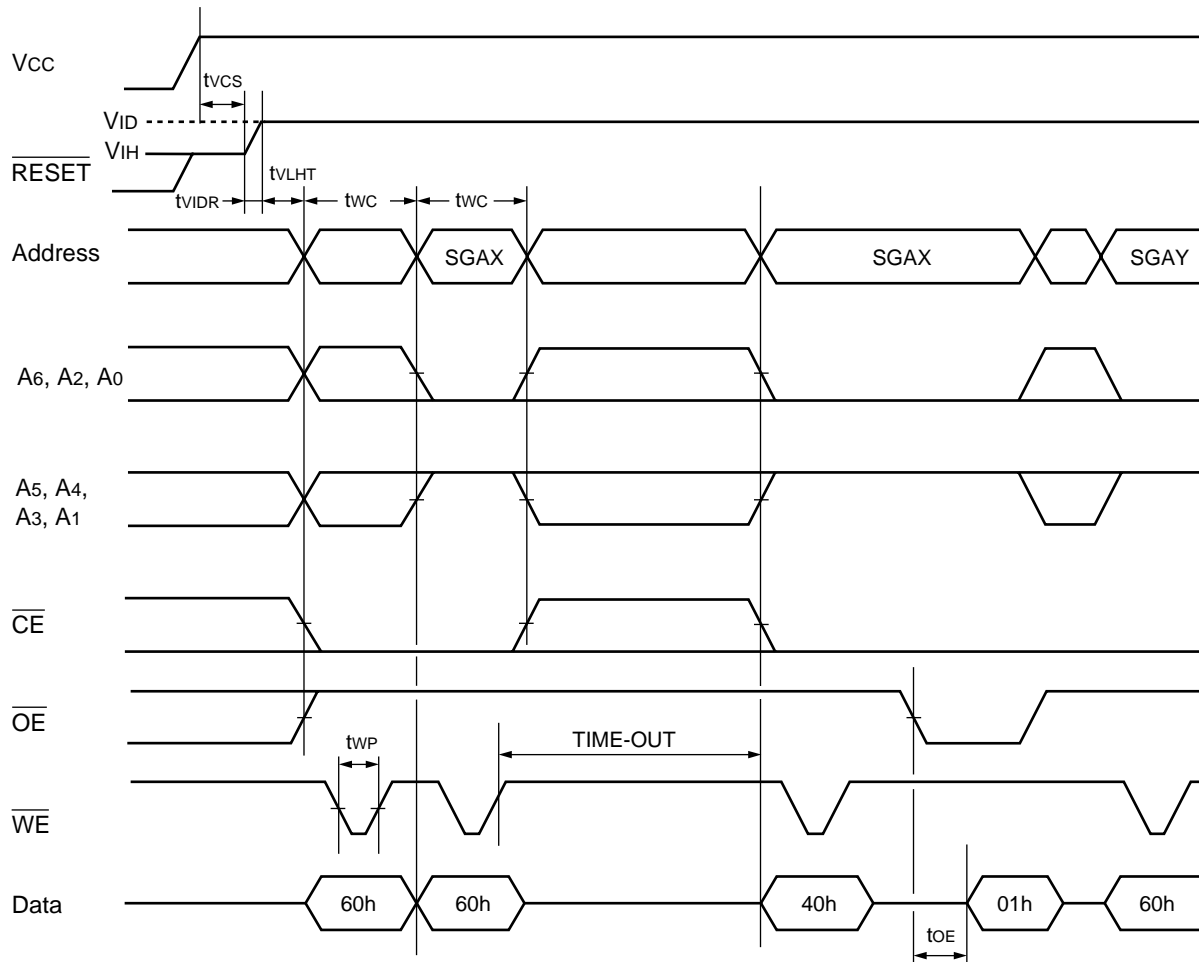 VCC
tVCS
VID
VIH
RESET
tVLHT
tVIDR
tWC
tWC
Address
SGAX
SGAX
SGAY
A6, A2, A0
A5, A4,
A3, A1
CE
OE
TIME-OUT
tWP
WE
Data
60h
60h
40h
01h
60h
tOE